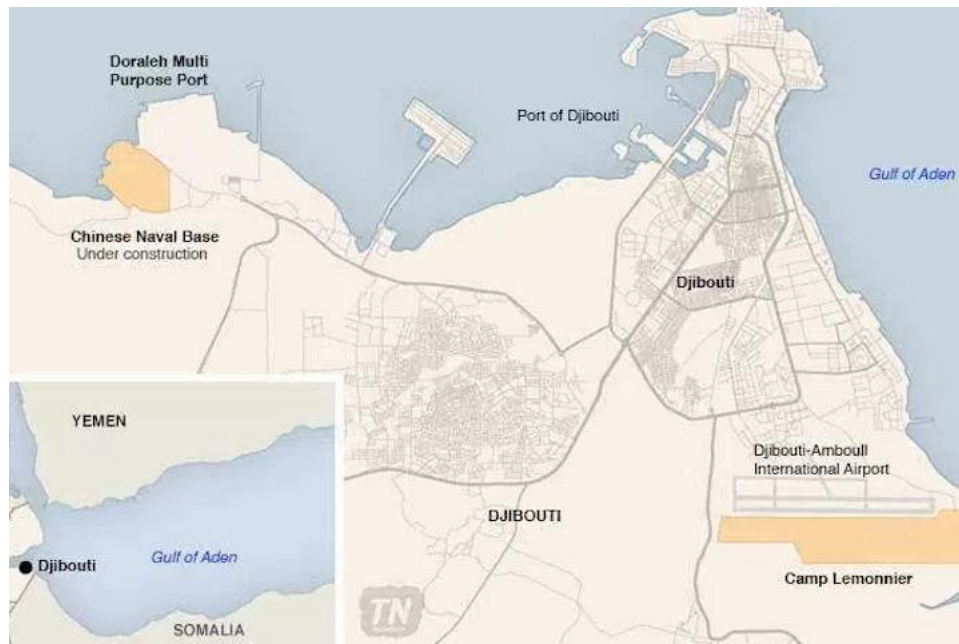 Doraleh Multi
Purpose Port
Port of Djibouti
Gulf of Aden
Chinese Naval Base
Under construction
Djibouti
YEMEN
Djibouti-Amboull
International Airport
DJIBOUTI
Gulf of Aden
Djibouti
Camp Lemonnier
TN
SOMALIA